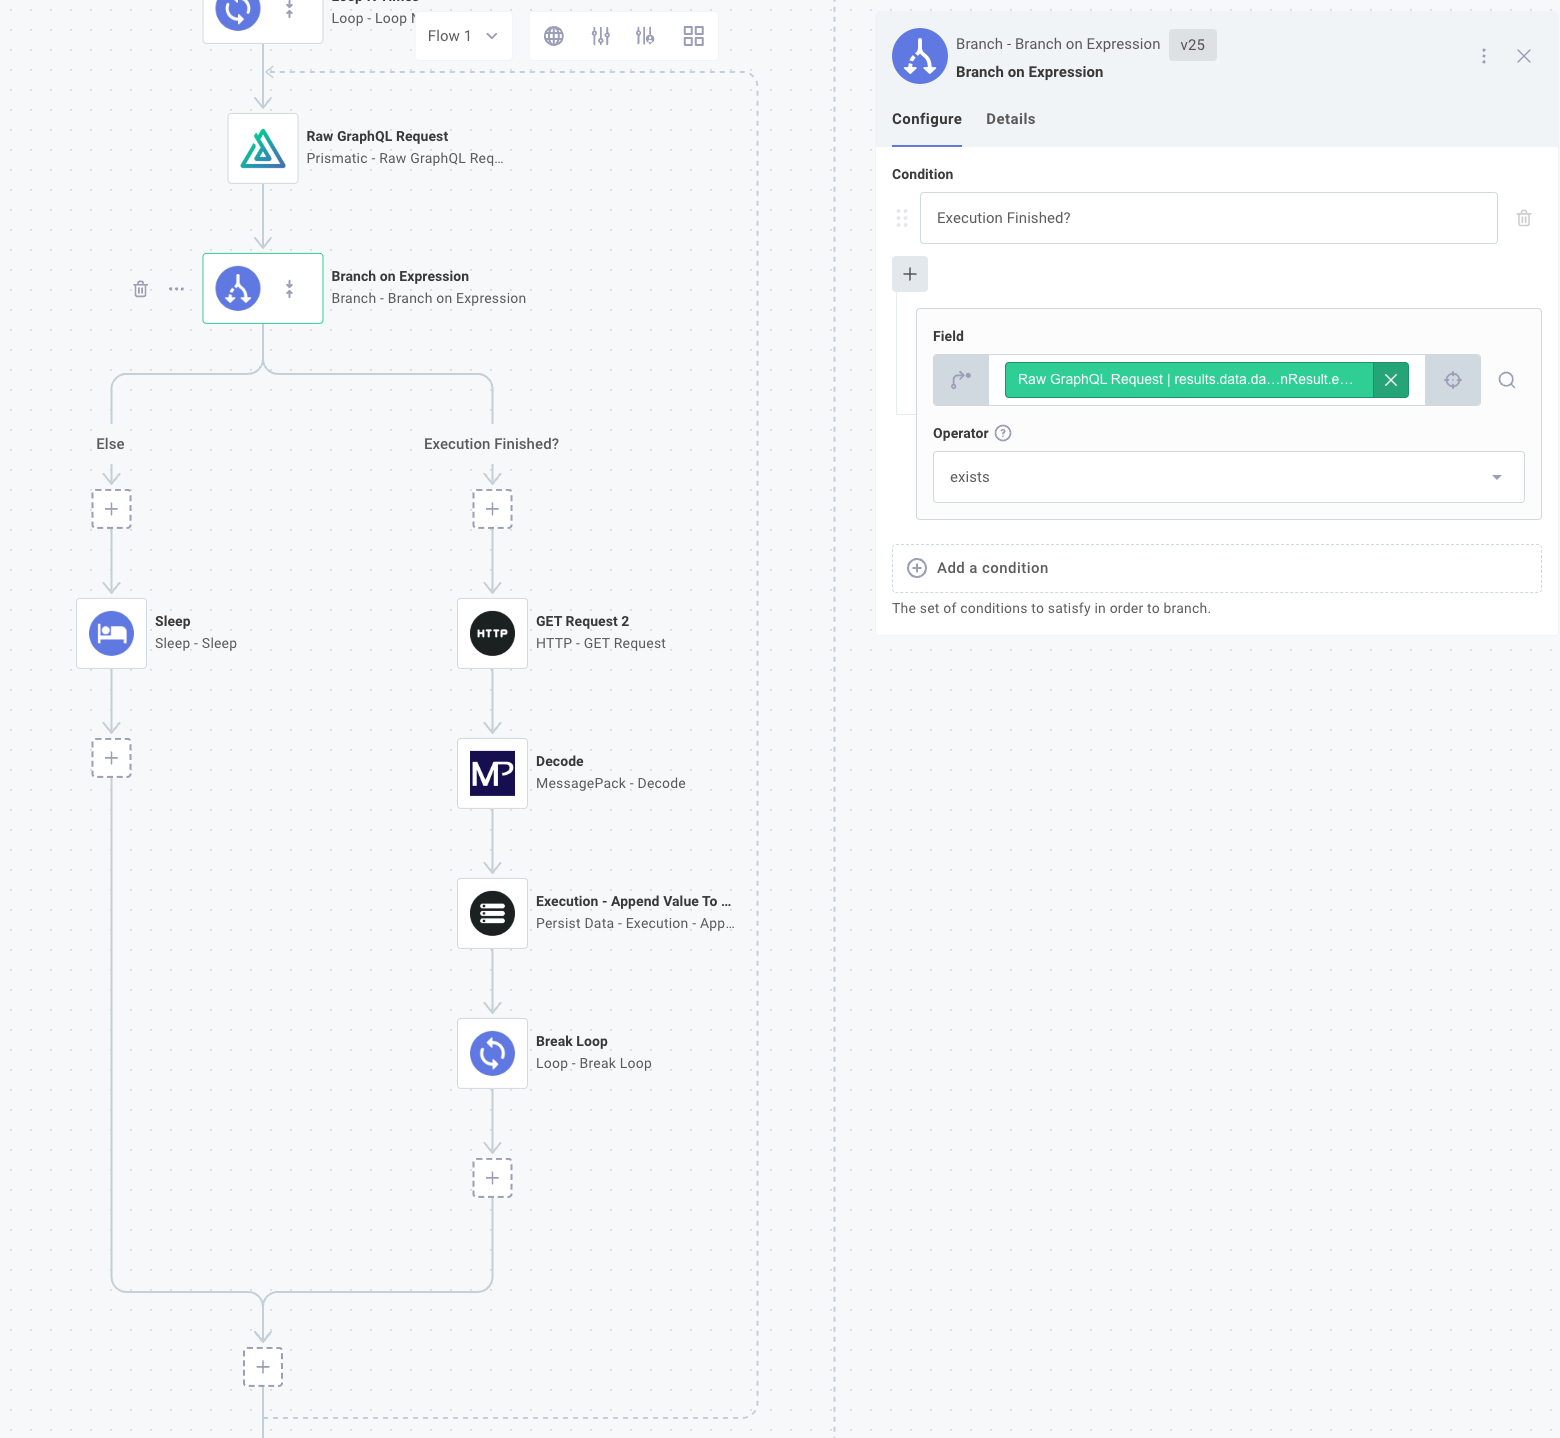 Loop N Times
Loop - Loop N
Flow 1
Raw GraphQL Request
Prismatic - Raw GraphQL Req...
Branch on Expression
Branch - Branch on Expression
Else
Execution Finished?
Sleep
Sleep - Sleep
HTTP
GET Request 2
HTTP - GET Request
MP
Decode
MessagePack - Decode
Execution - Append Value To ...
Persist Data - Execution - App...
Break Loop
Loop - Break Loop
Branch - Branch on Expression
v25
Branch on Expression
Configure
Details
Condition
Execution Finished?
Field
Raw GraphQL Request | results.data.da...nResult.e...
Operator
?
exists
Add a condition
The set of conditions to satisfy in order to branch.